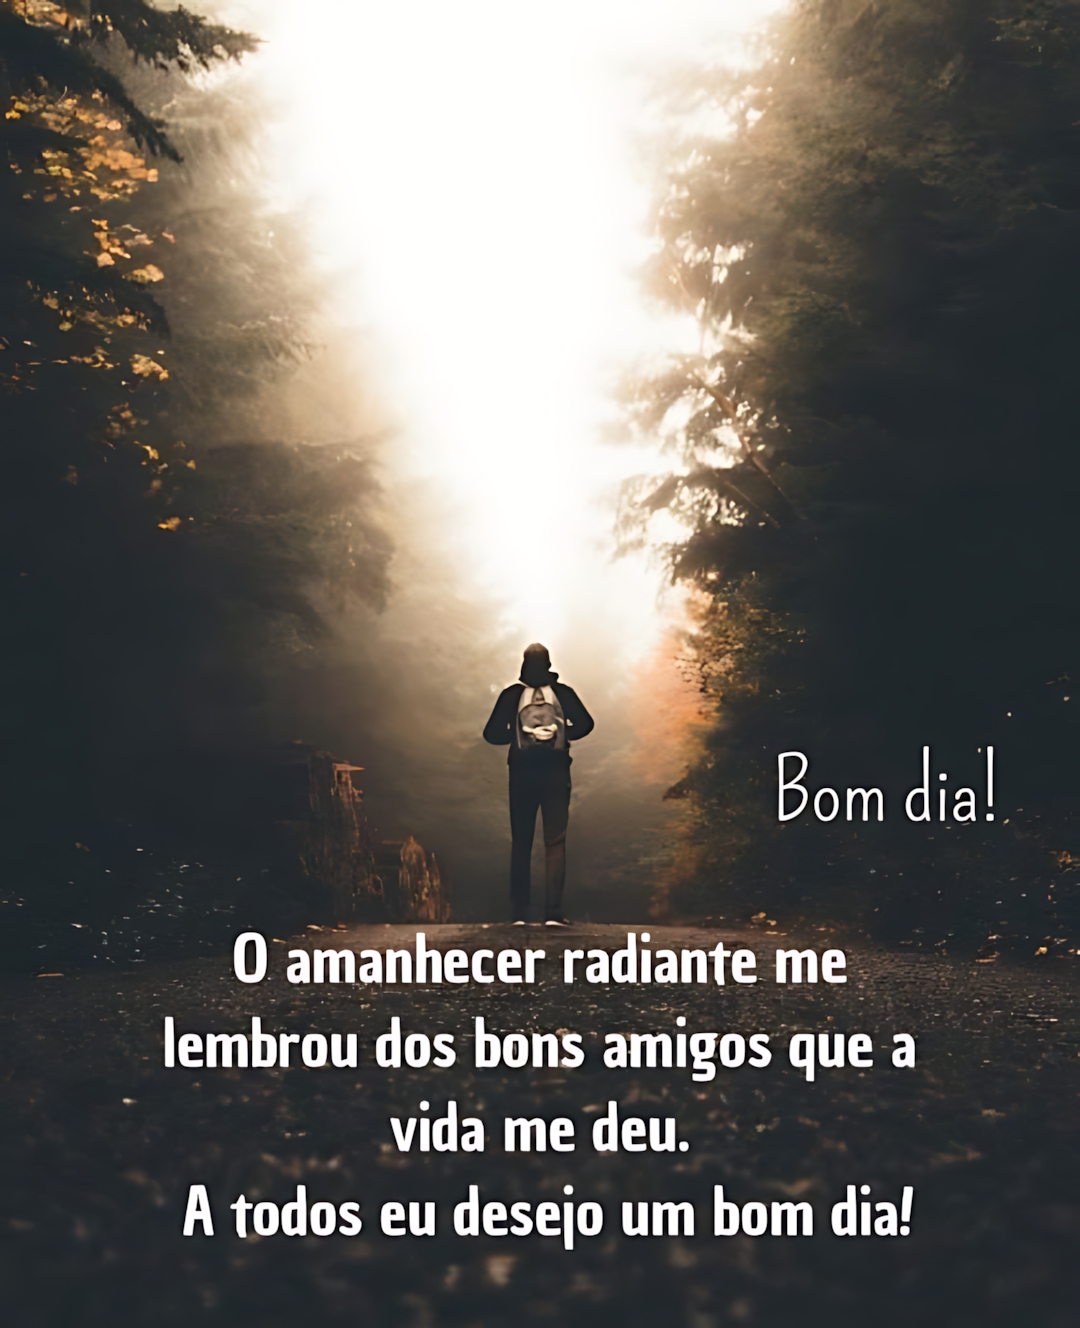 Bom dia!
O amanhecer radiante me
lembrou dos bons amigos que a
vida me deu.
A todos eu desejo um bom dia!